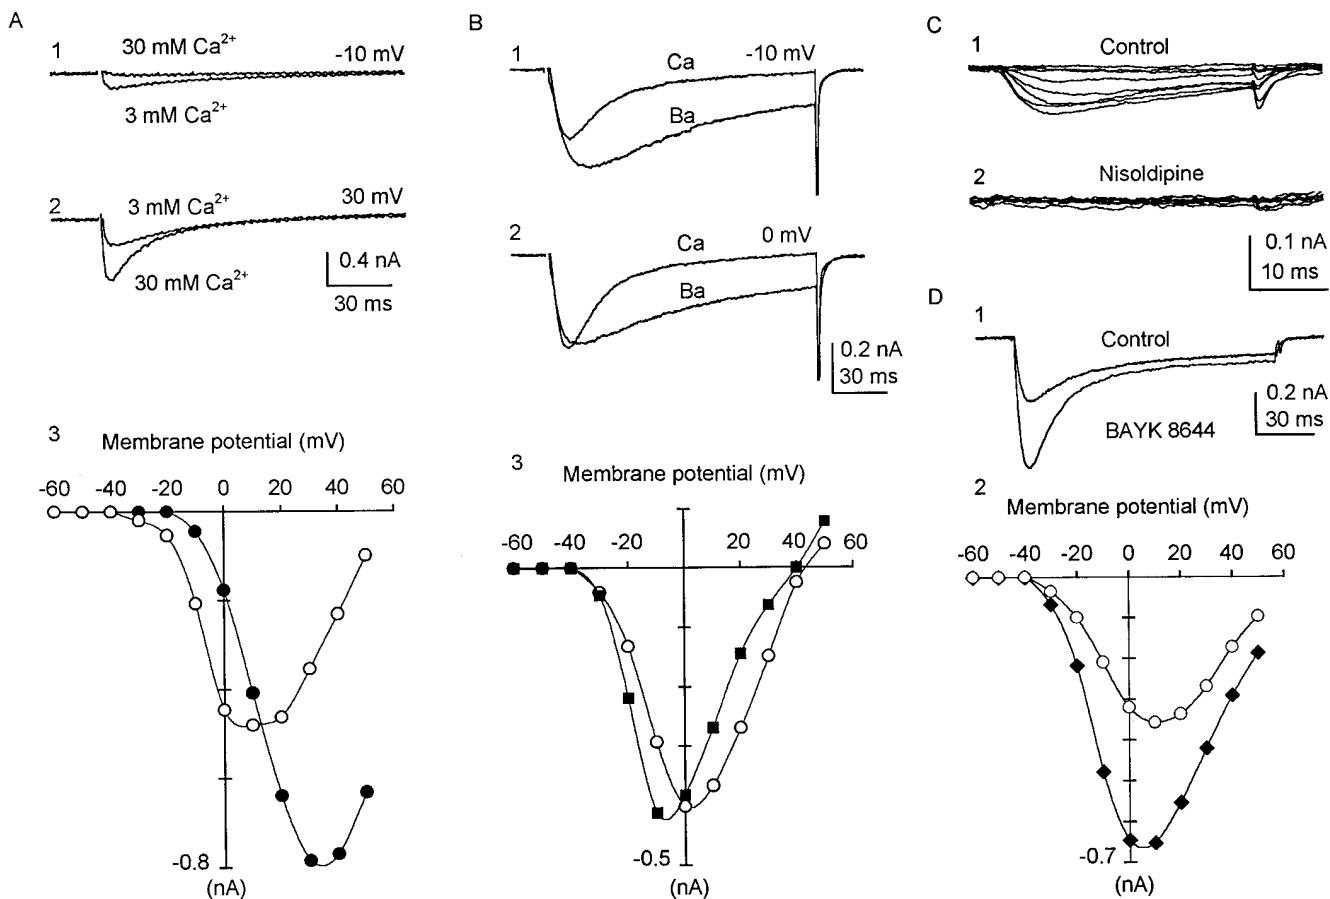 A
1
30 mM Ca²⁺
-10 mV
3 mM Ca²⁺
2
3 mM Ca²⁺
30 mV
30 mM Ca²⁺
0.4 nA
30 ms
3
Membrane potential (mV)
-60 -40 -20 0 20 40 60
-0.8
(nA)
B
1
Ca
-10 mV
Ba
2
Ca
0 mV
Ba
0.2 nA
30 ms
3
Membrane potential (mV)
-60 -40 -20 20 40 60
-0.5
(nA)
C
1
Control
2
Nisoldipine
0.1 nA
10 ms
D
1
Control
0.2 nA
30 ms
BAYK 8644
2
Membrane potential (mV)
-60 -40 -20 0 20 40 60
-0.7
(nA)